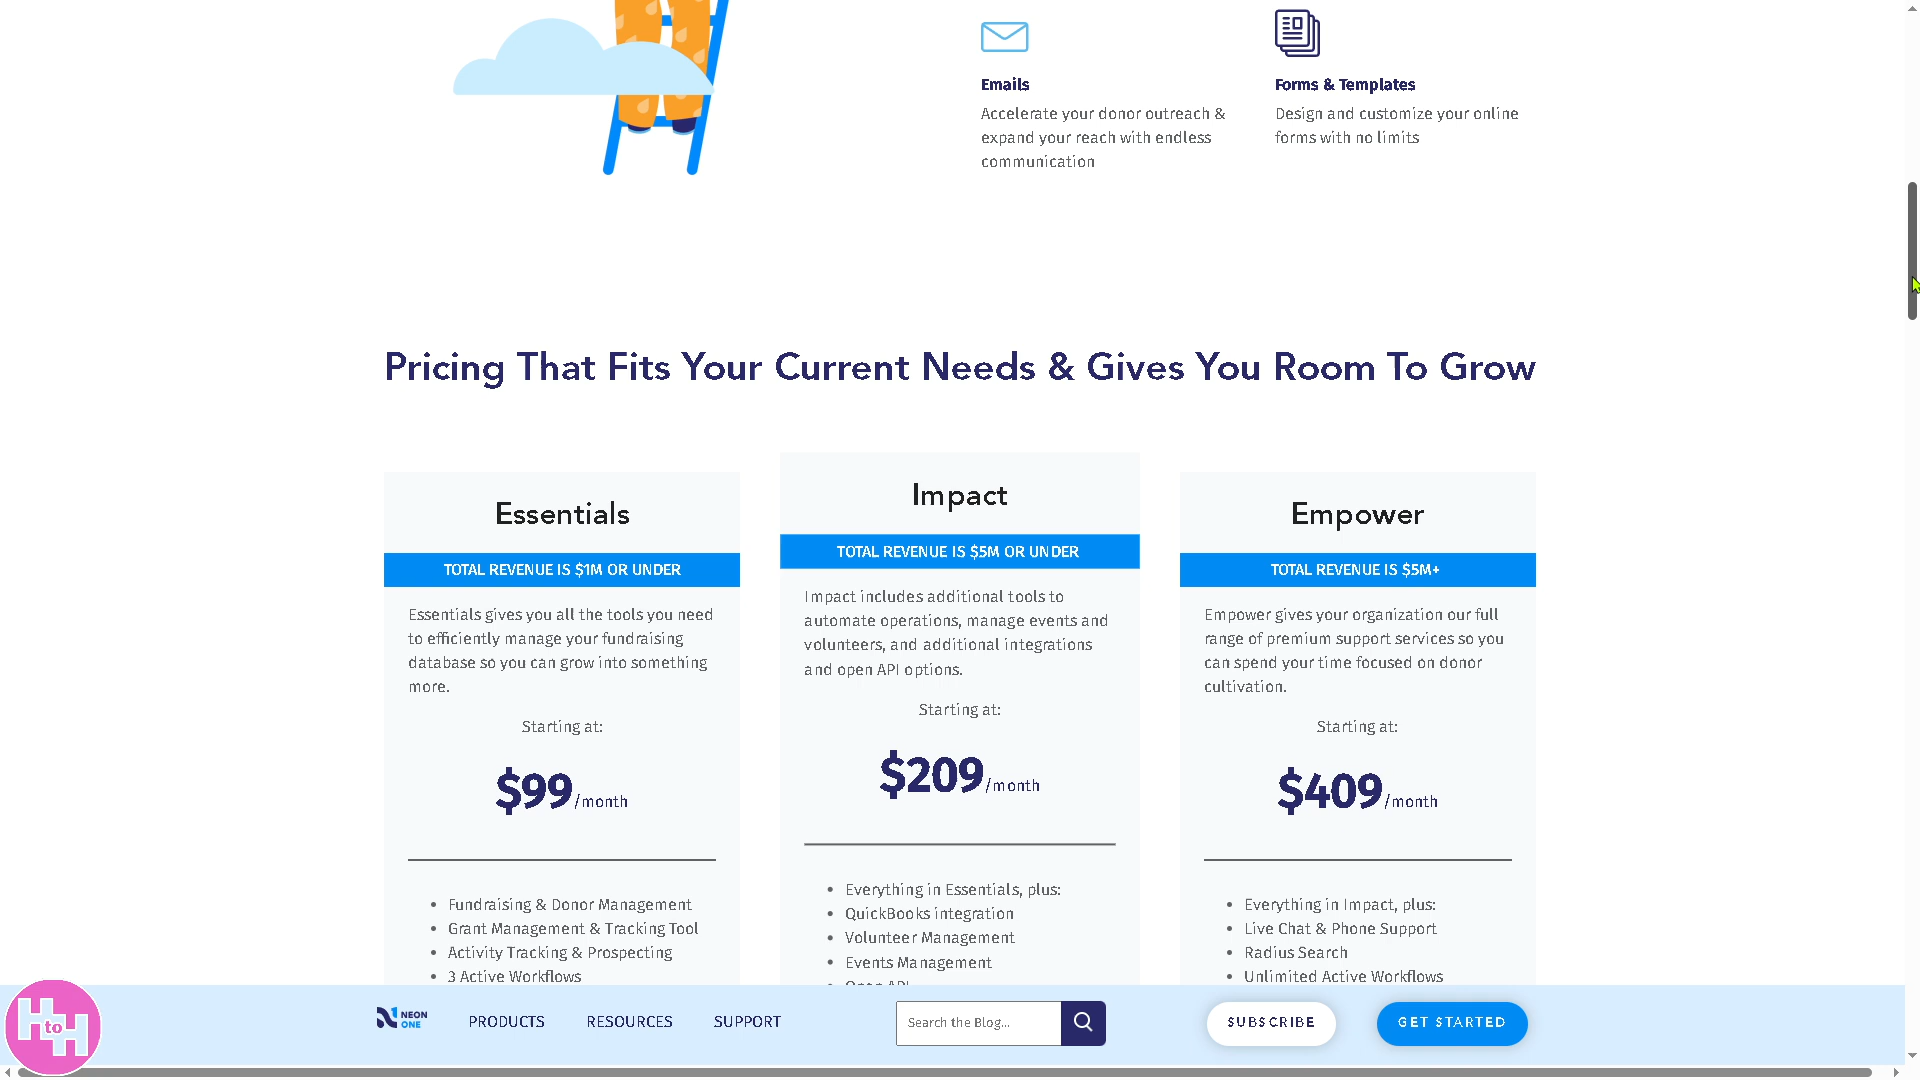 Emails
Accelerate your donor outreach &
expand your reach with endless
communication
Forms & Templates
Design and customize your online
forms with no limits
Pricing That Fits Your Current Needs & Gives You Room To Grow
Essentials
TOTAL REVENUE IS $1M OR UNDER
Essentials gives you all the tools you need
to efficiently manage your fundraising
database so you can grow into something
more.
Starting at:
$99/month
• Fundraising & Donor Management
• Grant Management & Tracking Tool
• Activity Tracking & Prospecting
• 3 Active Workflows
Impact
TOTAL REVENUE IS $5M OR UNDER
Impact includes additional tools to
automate operations, manage events and
volunteers, and additional integrations
and open API options.
Starting at:
$209/month
• Everything in Essentials, plus:
• QuickBooks integration
• Volunteer Management
• Events Management
• Open API
Empower
TOTAL REVENUE IS $5M+
Empower gives your organization our full
range of premium support services so you
can spend your time focused on donor
cultivation.
Starting at:
$409/month
• Everything in Impact, plus:
• Live Chat & Phone Support
• Radius Search
• Unlimited Active Workflows
H to H
NEON
ONE
PRODUCTS
RESOURCES
SUPPORT
Search the Blog...
SUBSCRIBE
GET STARTED